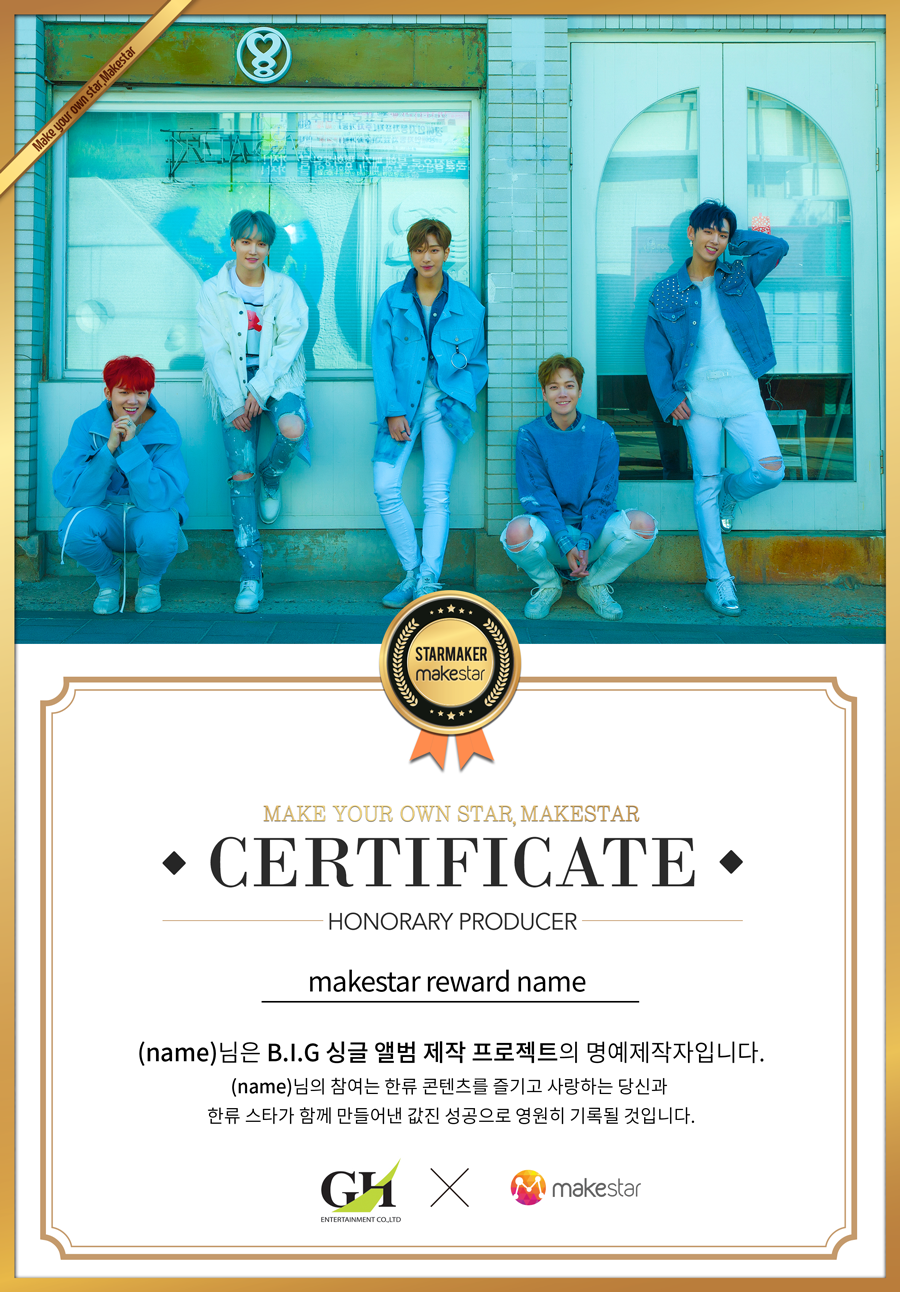 Make your own star,Makestar
STARMAKER
makestar
MAKE YOUR OWN STAR, MAKESTAR
CERTIFICATE
HONORARY PRODUCER
makestar reward name
(name)님은 B.I.G 싱글 앨범 제작 프로젝트의 명예제작자입니다.
(name)님의 참여는 한류 콘텐츠를 즐기고 사랑하는 당신과
한류 스타가 함께 만들어낸 값진 성공으로 영원히 기록될 것입니다.
GH
ENTERTAINMENT CO.,LTD
makestar